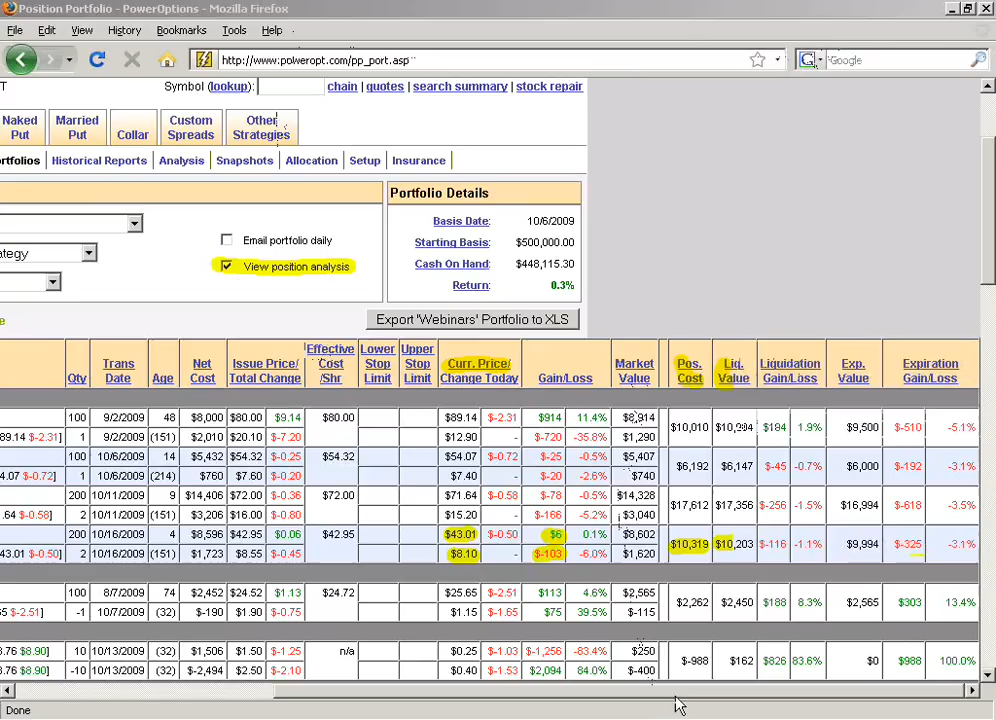 Position Portfolio - PowerOptions - Mozilla Firefox
File Edit View History Bookmarks Tools Help
http://www.poweropt.com/pp_port.asp Google
T Symbol (lookup): chain | quotes | search summary | stock repair
Naked Put Married Put Collar Custom Spreads Other Strategies
ortfolios | Historical Reports | Analysis | Snapshots | Allocation | Setup | Insurance
Portfolio Details
Basis Date: 10/6/2009
Email portfolio daily
Starting Basis: $500,000.00
ategy
View position analysis
Cash On Hand: $448,115.30
Return: 0.3%
e
Export 'Webinars' Portfolio to XLS
Qty Trans Date Age Net Cost Issue Price/ Total Change Effective Cost /Shr Lower Stop Limit Upper Stop Limit Curr. Price/ Change Today Gain/Loss Market Value Pos. Cost Liq. Value Liquidation Gain/Loss Exp. Value Expiration Gain/Loss
100 9/2/2009 48 $8,000 $80.00 $9.14 $80.00 $89.14 $-2.31 $914 11.4% $8,914
$10,010 $194 1.9% $9,500 $-510 -5.1%
89.14 $-2.31] 1 9/2/2009 (151) $2,010 $20.10 $-7.20 $12.90 - $-720 -35.8% $1,290
100 10/6/2009 14 $5,432 $54.32 $-0.25 $54.32 $54.07 $-0.72 $-25 -0.5% $5,407
$6,192 $6,147 $-45 -0.7% $6,000 $-192 -3.1%
4.07 $-0.72] 1 10/6/2009 (214) $760 $7.60 $-0.20 $7.40 - $-20 -2.6% $740
200 10/11/2009 9 $14,406 $72.00 $-0.36 $72.00 $71.64 $-0.58 $-78 -0.5% $14,328
$17,612 $17,356 $-256 -1.5% $16,994 $-618 -3.5%
.64 $-0.58] 2 10/11/2009 (151) $3,206 $16.00 $-0.80 $15.20 - $-166 -5.2% $3,040
200 10/16/2009 4 $8,596 $42.95 $0.06 $42.95 $43.01 $-0.50 $6 0.1% $8,602
$10,319 $10,203 $-116 -1.1% $9,994 $-325 -3.1%
43.01 $-0.50] 2 10/16/2009 (151) $1,723 $8.55 $-0.45 $8.10 - $-103 -6.0% $1,620
100 8/7/2009 74 $2,452 $24.52 $1.13 $24.72 $25.65 $-2.51 $113 4.6% $2,565
$2,262 $2,450 $188 8.3% $2,565 $303 13.4%
65 $-2.51] -1 10/7/2009 (32) $-190 $1.90 $-0.75 $1.15 $-1.65 $75 39.5% $-115
3.76 $8.90] 10 10/13/2009 (32) $1,506 $1.50 $-1.25 n/a $0.25 $-1.03 $-1,256 -83.4% $250
$-988 $162 $826 83.6% $0 $988 100.0%
3.76 $8.90] -10 10/13/2009 (32) $-2,494 $2.50 $-2.10 $0.40 $-1.53 $2,094 84.0% $-400
Done